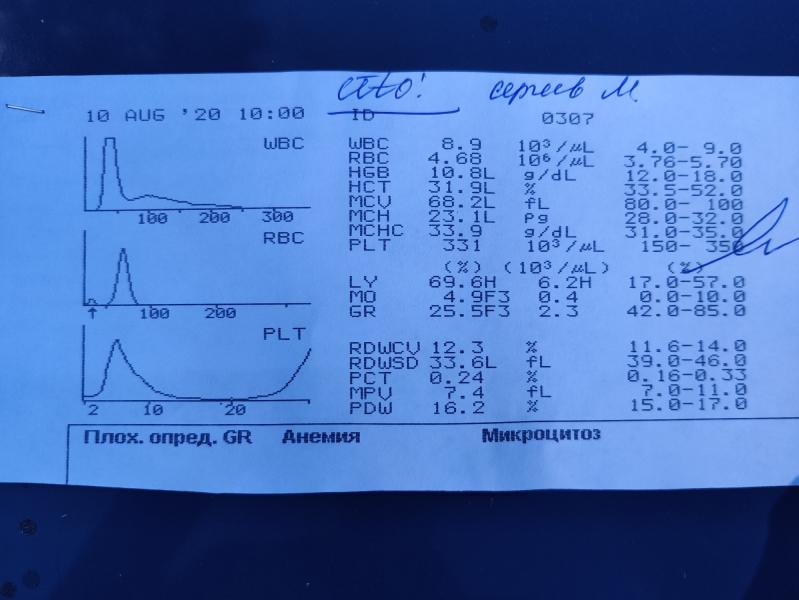 cito! Сергеев М.
10 AUG '20 10:00 ID 0307
WBC
WBC 8.9 10³/μL 4.0- 9.0
RBC 4.68 10⁶/μL 3.76-5.70
HGB 10.8L g/dL 12.0-18.0
HCT 31.9L % 33.5-52.0
MCV 68.2L fL 80.0- 100
MCH 23.1L pg 28.0-32.0
MCHC 33.9 g/dL 31.0-35.0
PLT 331 10³/μL 150- 350
100 200 300
RBC
(%) (10³/μL) (%)
LY 69.6H 6.2H 17.0-57.0
MO 4.9F3 0.4 0.0-10.0
GR 25.5F3 2.3 42.0-85.0
100 200
PLT
RDWCV 12.3 % 11.6-14.0
RDWSD 33.6L fL 39.0-46.0
PCT 0.24 % 0.16-0.33
MPV 7.4 fL 7.0-11.0
PDW 16.2 % 15.0-17.0
2 10 20
Плох. опред. GR Анемия Микроцитоз